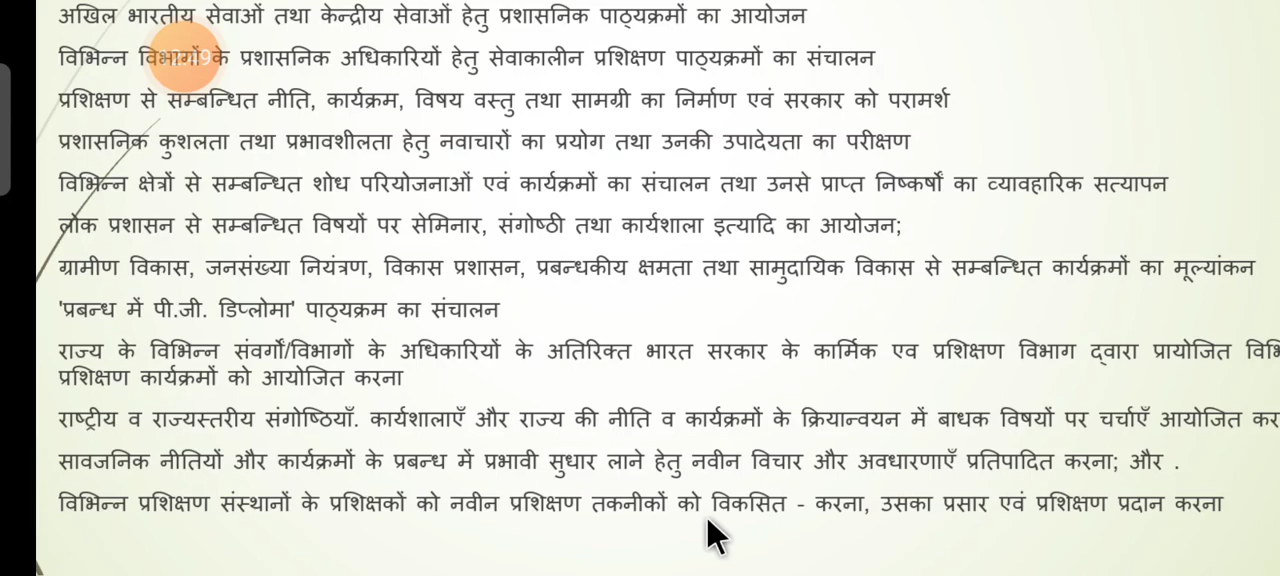 अखिल भारतीय सेवाओं तथा केन्द्रीय सेवाओं हेतु प्रशासनिक पाठ्यक्रमों का आयोजन
12:49
विभिन्न विभागों के प्रशासनिक अधिकारियों हेतु सेवाकालीन प्रशिक्षण पाठ्यक्रमों का संचालन
प्रशिक्षण से सम्बन्धित नीति, कार्यक्रम, विषय वस्तु तथा सामग्री का निर्माण एवं सरकार को परामर्श
प्रशासनिक कुशलता तथा प्रभावशीलता हेतु नवाचारों का प्रयोग तथा उनकी उपादेयता का परीक्षण
विभिन्न क्षेत्रों से सम्बन्धित शोध परियोजनाओं एवं कार्यक्रमों का संचालन तथा उनसे प्राप्त निष्कर्षों का व्यावहारिक सत्यापन
लोक प्रशासन से सम्बन्धित विषयों पर सेमिनार, संगोष्ठी तथा कार्यशाला इत्यादि का आयोजन;
ग्रामीण विकास, जनसंख्या नियंत्रण, विकास प्रशासन, प्रबन्धकीय क्षमता तथा सामुदायिक विकास से सम्बन्धित कार्यक्रमों का मूल्यांकन
'प्रबन्ध में पी.जी. डिप्लोमा' पाठ्यक्रम का संचालन
राज्य के विभिन्न संवर्गों/विभागों के अधिकारियों के अतिरिक्त भारत सरकार के कार्मिक एव प्रशिक्षण विभाग द्वारा प्रायोजित
प्रशिक्षण कार्यक्रमों को आयोजित करना
राष्ट्रीय व राज्यस्तरीय संगोष्ठियाँ. कार्यशालाएँ और राज्य की नीति व कार्यक्रमों के क्रियान्वयन में बाधक विषयों पर चर्चाएँ आयोजित
सावजनिक नीतियों और कार्यक्रमों के प्रबन्ध में प्रभावी सुधार लाने हेतु नवीन विचार और अवधारणाएँ प्रतिपादित करना; और .
विभिन्न प्रशिक्षण संस्थानों के प्रशिक्षकों को नवीन प्रशिक्षण तकनीकों को विकसित - करना, उसका प्रसार एवं प्रशिक्षण प्रदान करना